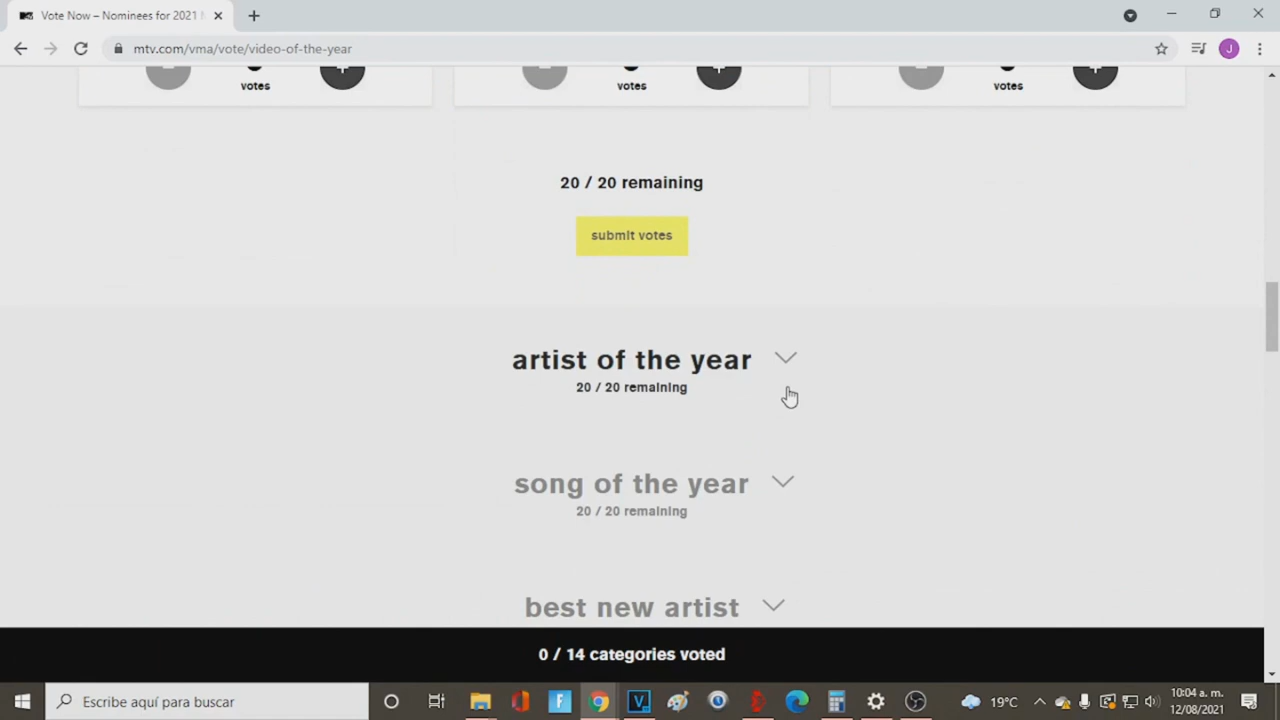 Vote Now – Nominees for 2021
mtv.com/vma/vote/video-of-the-year
J
votes votes votes
20 / 20 remaining
submit votes
artist of the year
20 / 20 remaining
song of the year
20 / 20 remaining
best new artist
0 / 14 categories voted
Escribe aquí para buscar
19°C
10:04 a. m.
12/08/2021